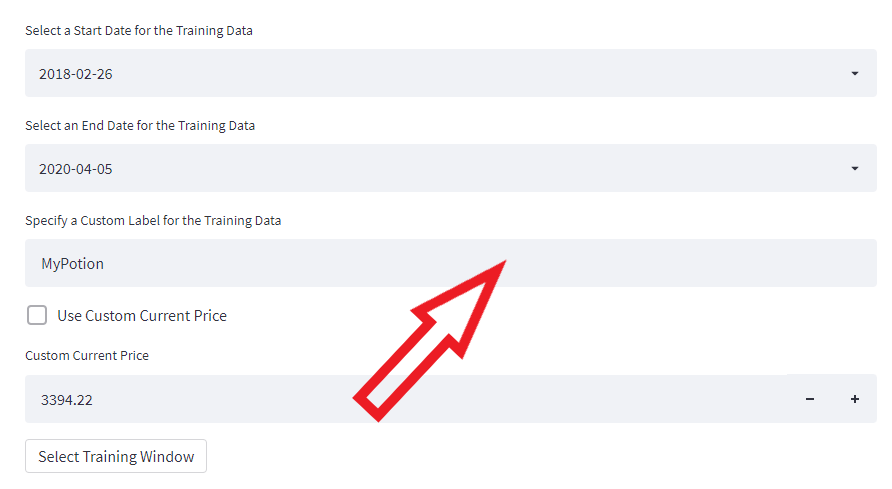 Select a Start Date for the Training Data
2018-02-26
Select an End Date for the Training Data
2020-04-05
Specify a Custom Label for the Training Data
MyPotion
Use Custom Current Price
Custom Current Price
3394.22 − +
Select Training Window